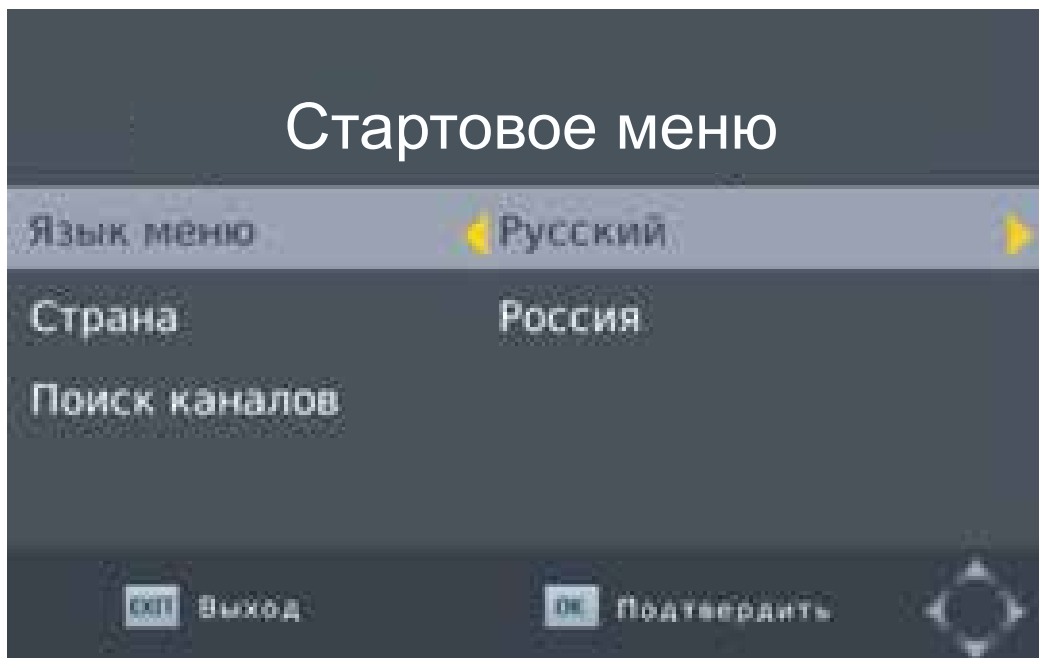 Стартовое меню
Язык меню Русский
Страна Россия
Поиск каналов
EXIT Выход OK Подтвердить